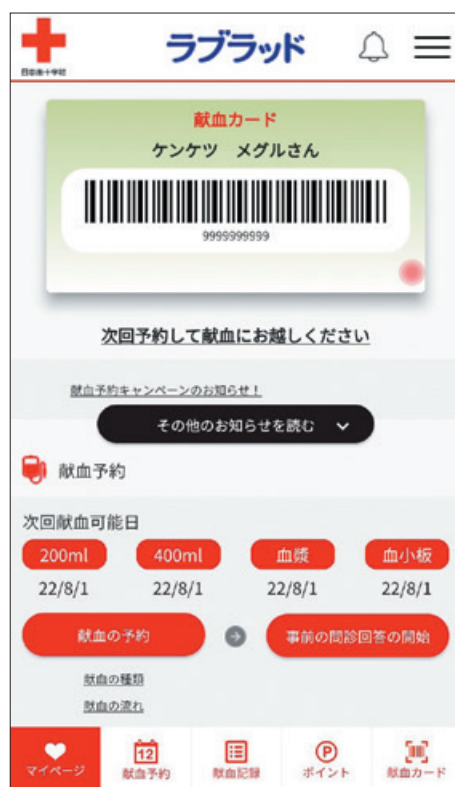 日本赤十字社
ラブラッド
献血カード
ケンケツ メグルさん
9999999999
次回予約して献血にお越しください
献血予約キャンペーンのお知らせ!
その他のお知らせを読む
献血予約
次回献血可能日
200ml 400ml 血漿 血小板
22/8/1 22/8/1 22/8/1 22/8/1
献血の予約 事前の問診回答の開始
献血の種類
献血の流れ
12 P
マイページ 献血予約 献血記録 ポイント 献血カード